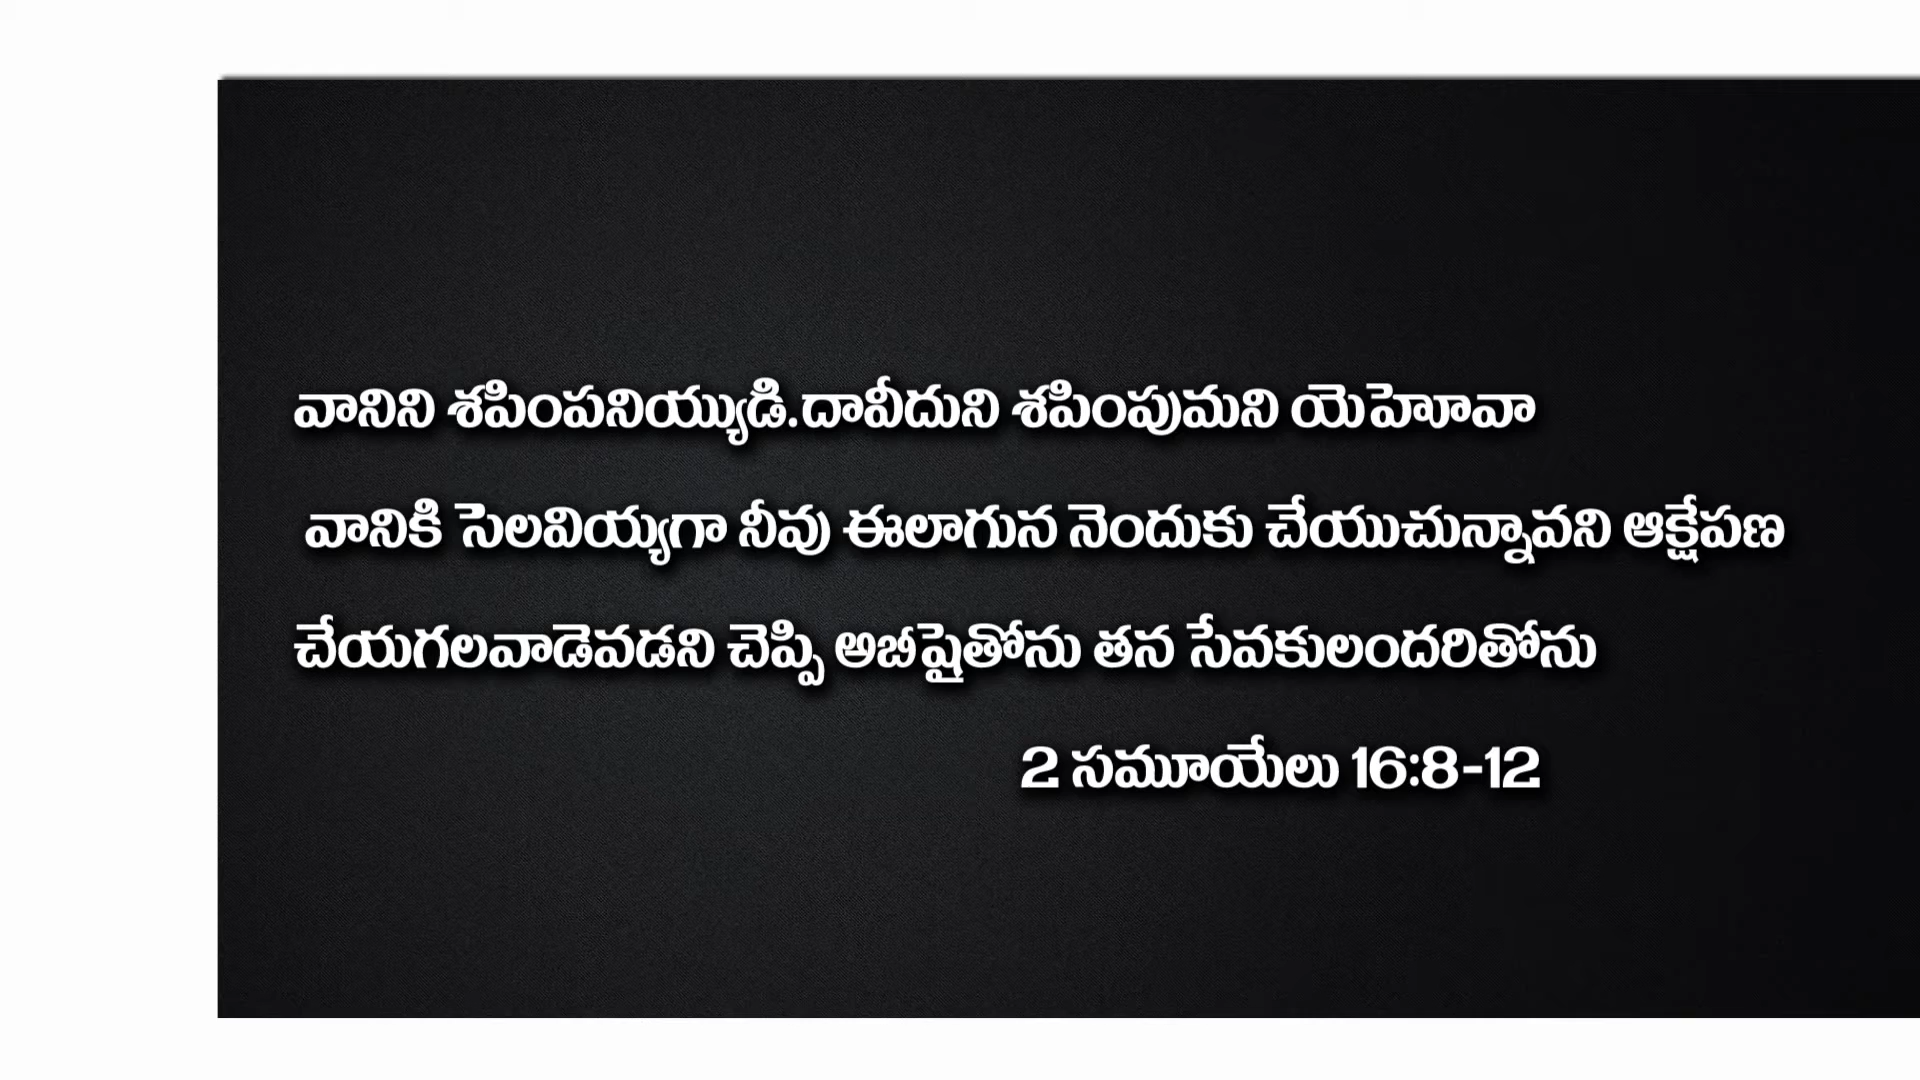 వానిని శపింపనియ్యుడి.దావీదుని శపింపుమని యెహోవా
వానికి సెలవియ్యగా నీవు ఈలాగున నెందుకు చేయుచున్నావని ఆక్షేపణ
చేయగలవాడెవడని చెప్పి అబీషైతోను తన సేవకులందరితోను
2 సమూయేలు 16:8-12